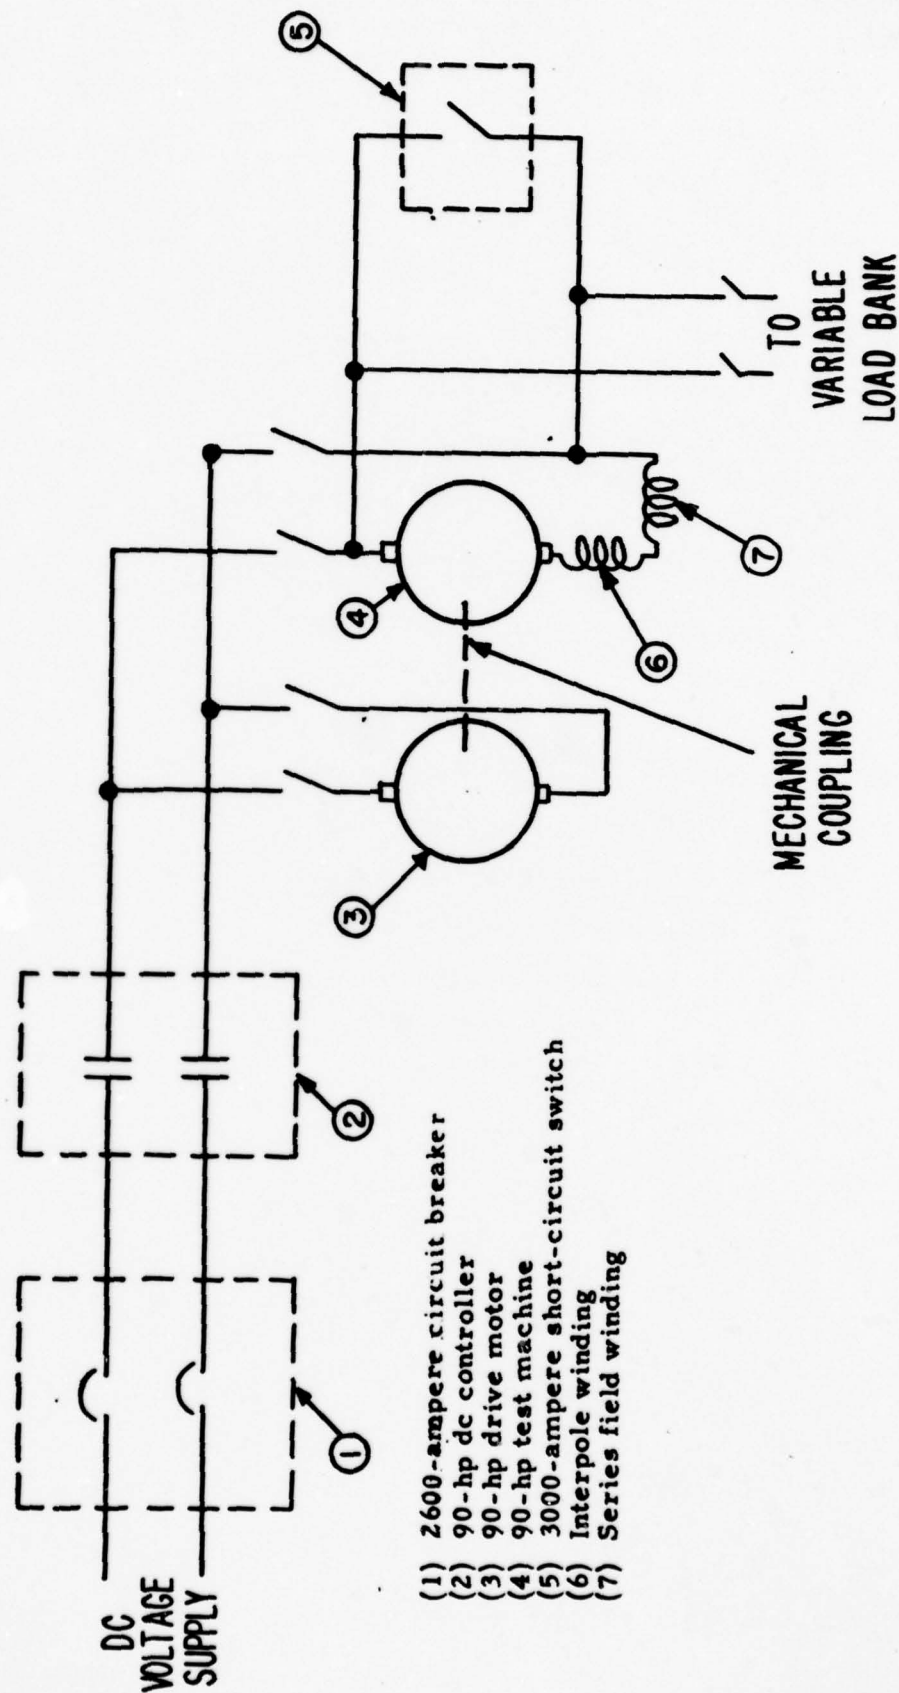 DC
VOLTAGE
SUPPLY
1
2
3
4
5
6
7
MECHANICAL
COUPLING
TO
VARIABLE
LOAD BANK
(1) 2600-ampere circuit breaker
(2) 90-hp dc controller
(3) 90-hp drive motor
(4) 90-hp test machine
(5) 3000-ampere short-circuit switch
(6) Interpole winding
(7) Series field winding